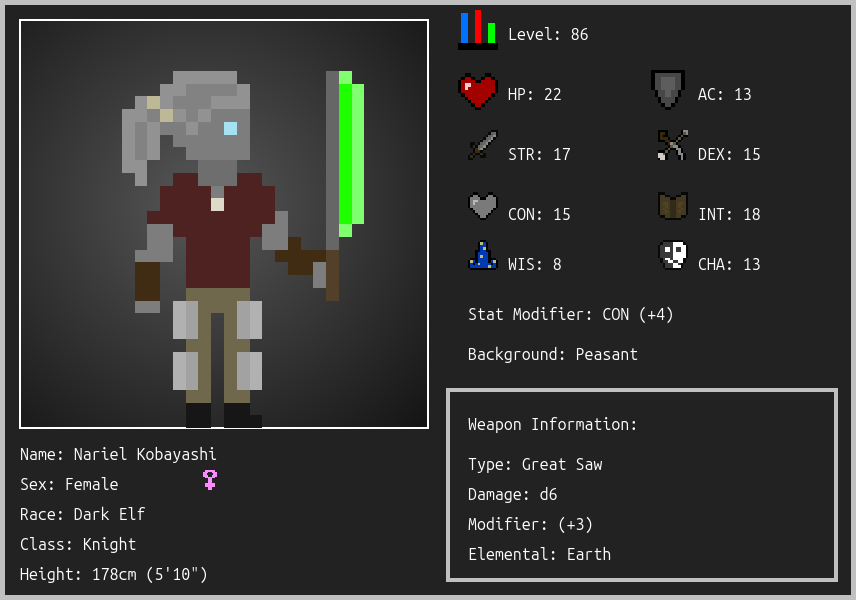 Level: 86
HP: 22
AC: 13
STR: 17
DEX: 15
CON: 15
INT: 18
WIS: 8
CHA: 13
Stat Modifier: CON (+4)
Background: Peasant
Weapon Information:
Type: Great Saw
Damage: d6
Modifier: (+3)
Elemental: Earth
Name: Nariel Kobayashi
Sex: Female
Race: Dark Elf
Class: Knight
Height: 178cm (5'10")